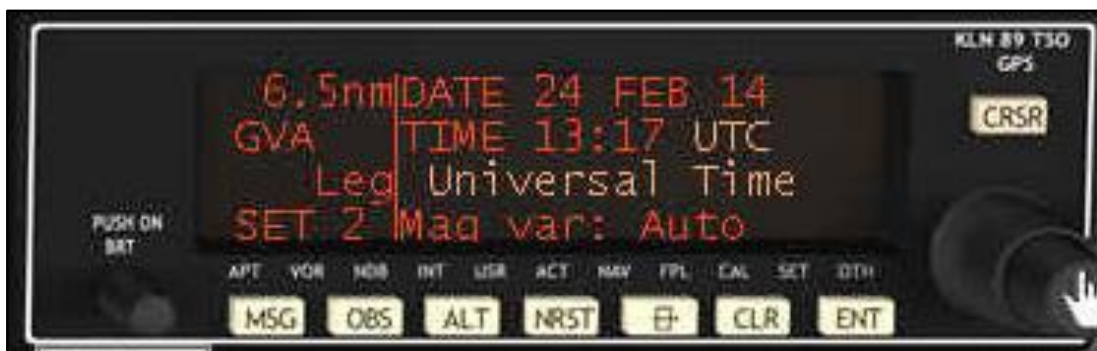 KLN 89 TSO
GPS
CRSR
6.5nm DATE 24 FEB 14
GVA TIME 13:17 UTC
Leg Universal Time
SET 2 Mag var: Auto
PUSH ON
BRT
APT VOR NDB INT USR ACT NAV FPL CAL SET OTH
MSG OBS ALT NRST CLR ENT